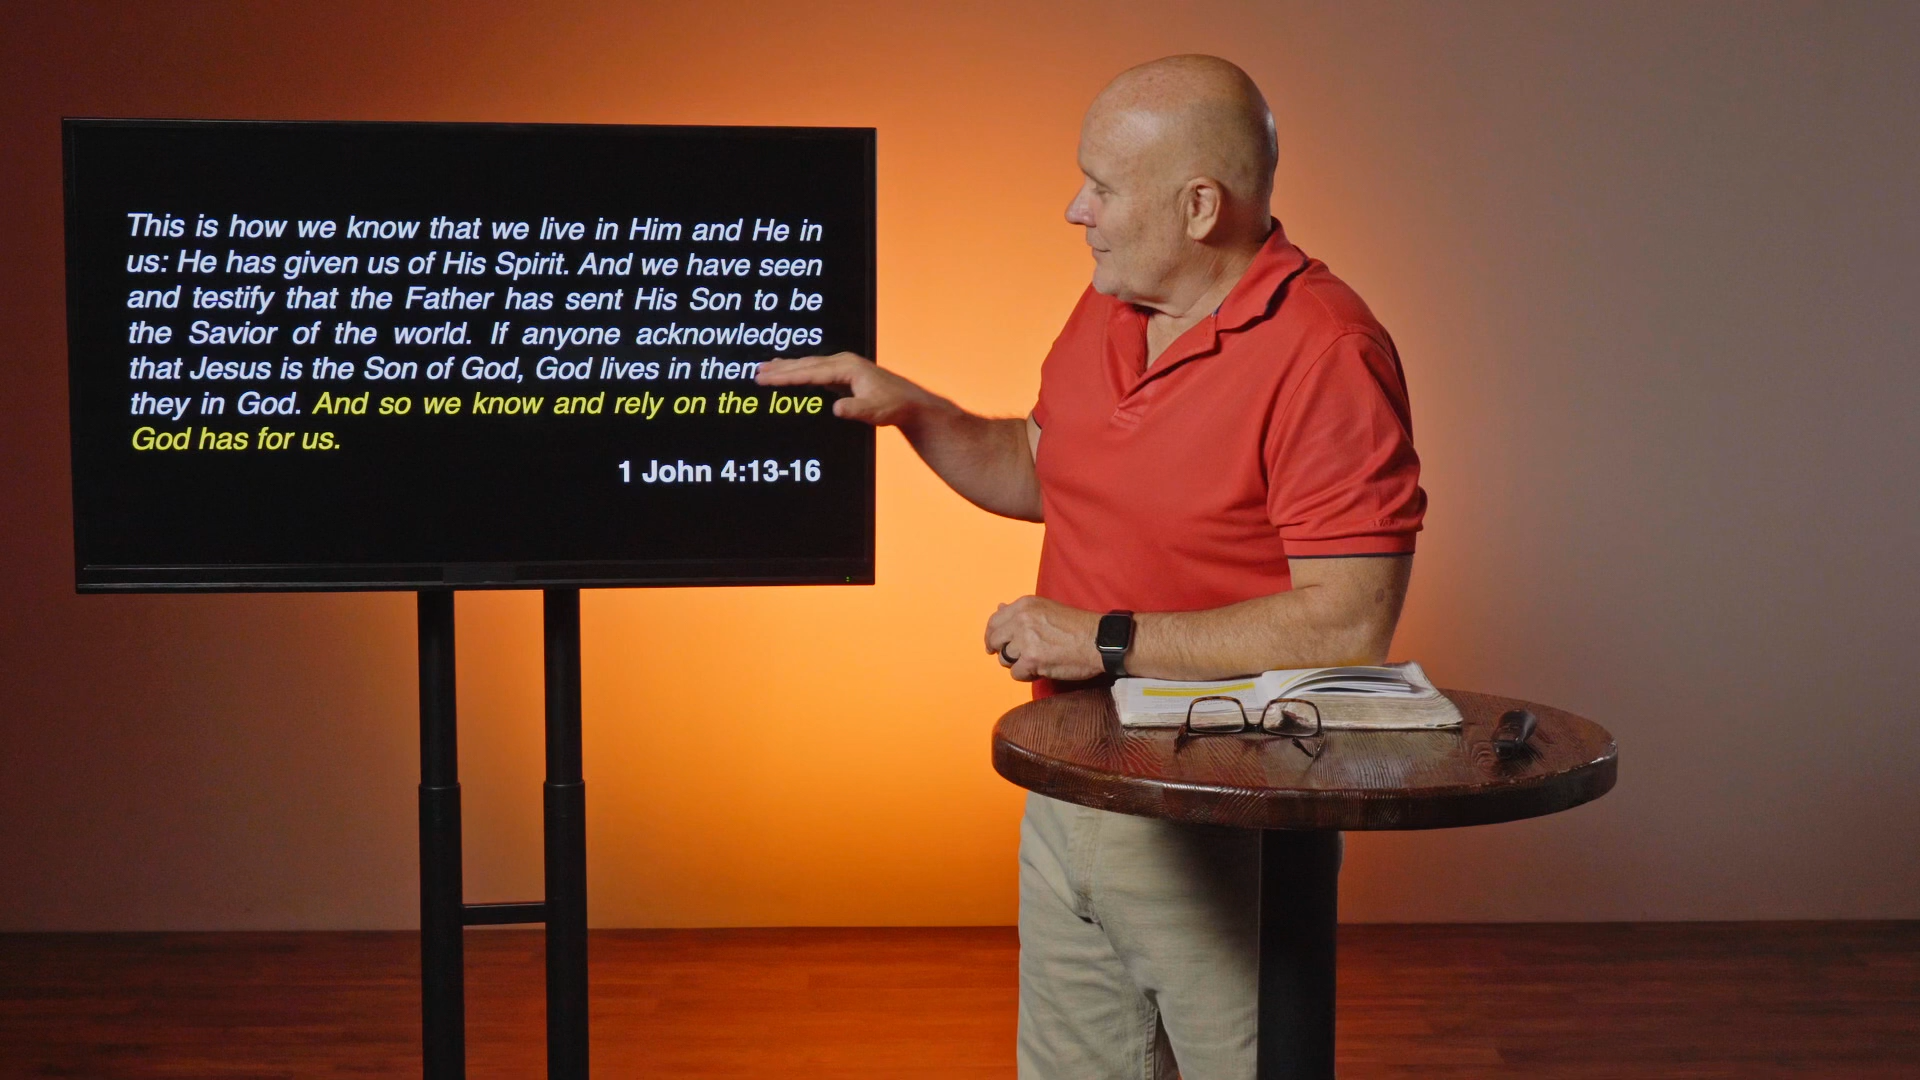 This is how we know that we live in Him and He in
us: He has given us of His Spirit. And we have seen
and testify that the Father has sent His Son to be
the Savior of the world. If anyone acknowledges
that Jesus is the Son of God, God lives in them
they in God. And so we know and rely on the love
God has for us.
1 John 4:13-16